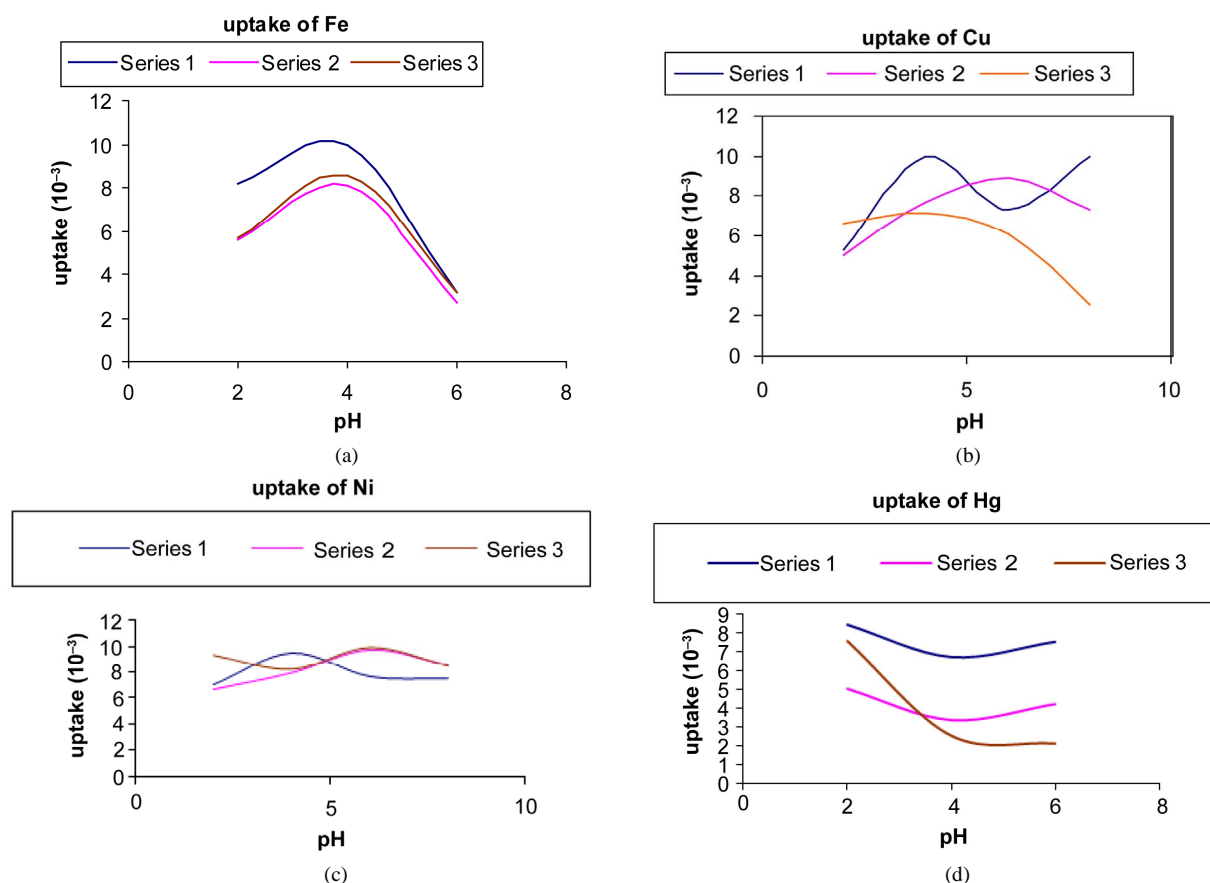 uptake of Fe
Series 1 Series 2 Series 3
12
10
8
6
4
2
0
uptake (10⁻³)
0 2 4 6 8
pH
(a)
uptake of Cu
Series 1 Series 2 Series 3
12
10
8
6
4
2
0
uptake (10⁻³)
0 5 10
pH
(b)
uptake of Ni
Series 1 Series 2 Series 3
12
10
8
6
4
2
0
uptake (10⁻³)
0 5 10
pH
(c)
uptake of Hg
Series 1 Series 2 Series 3
9
8
7
6
5
4
3
2
1
0
uptake (10⁻³)
0 2 4 6 8
pH
(d)